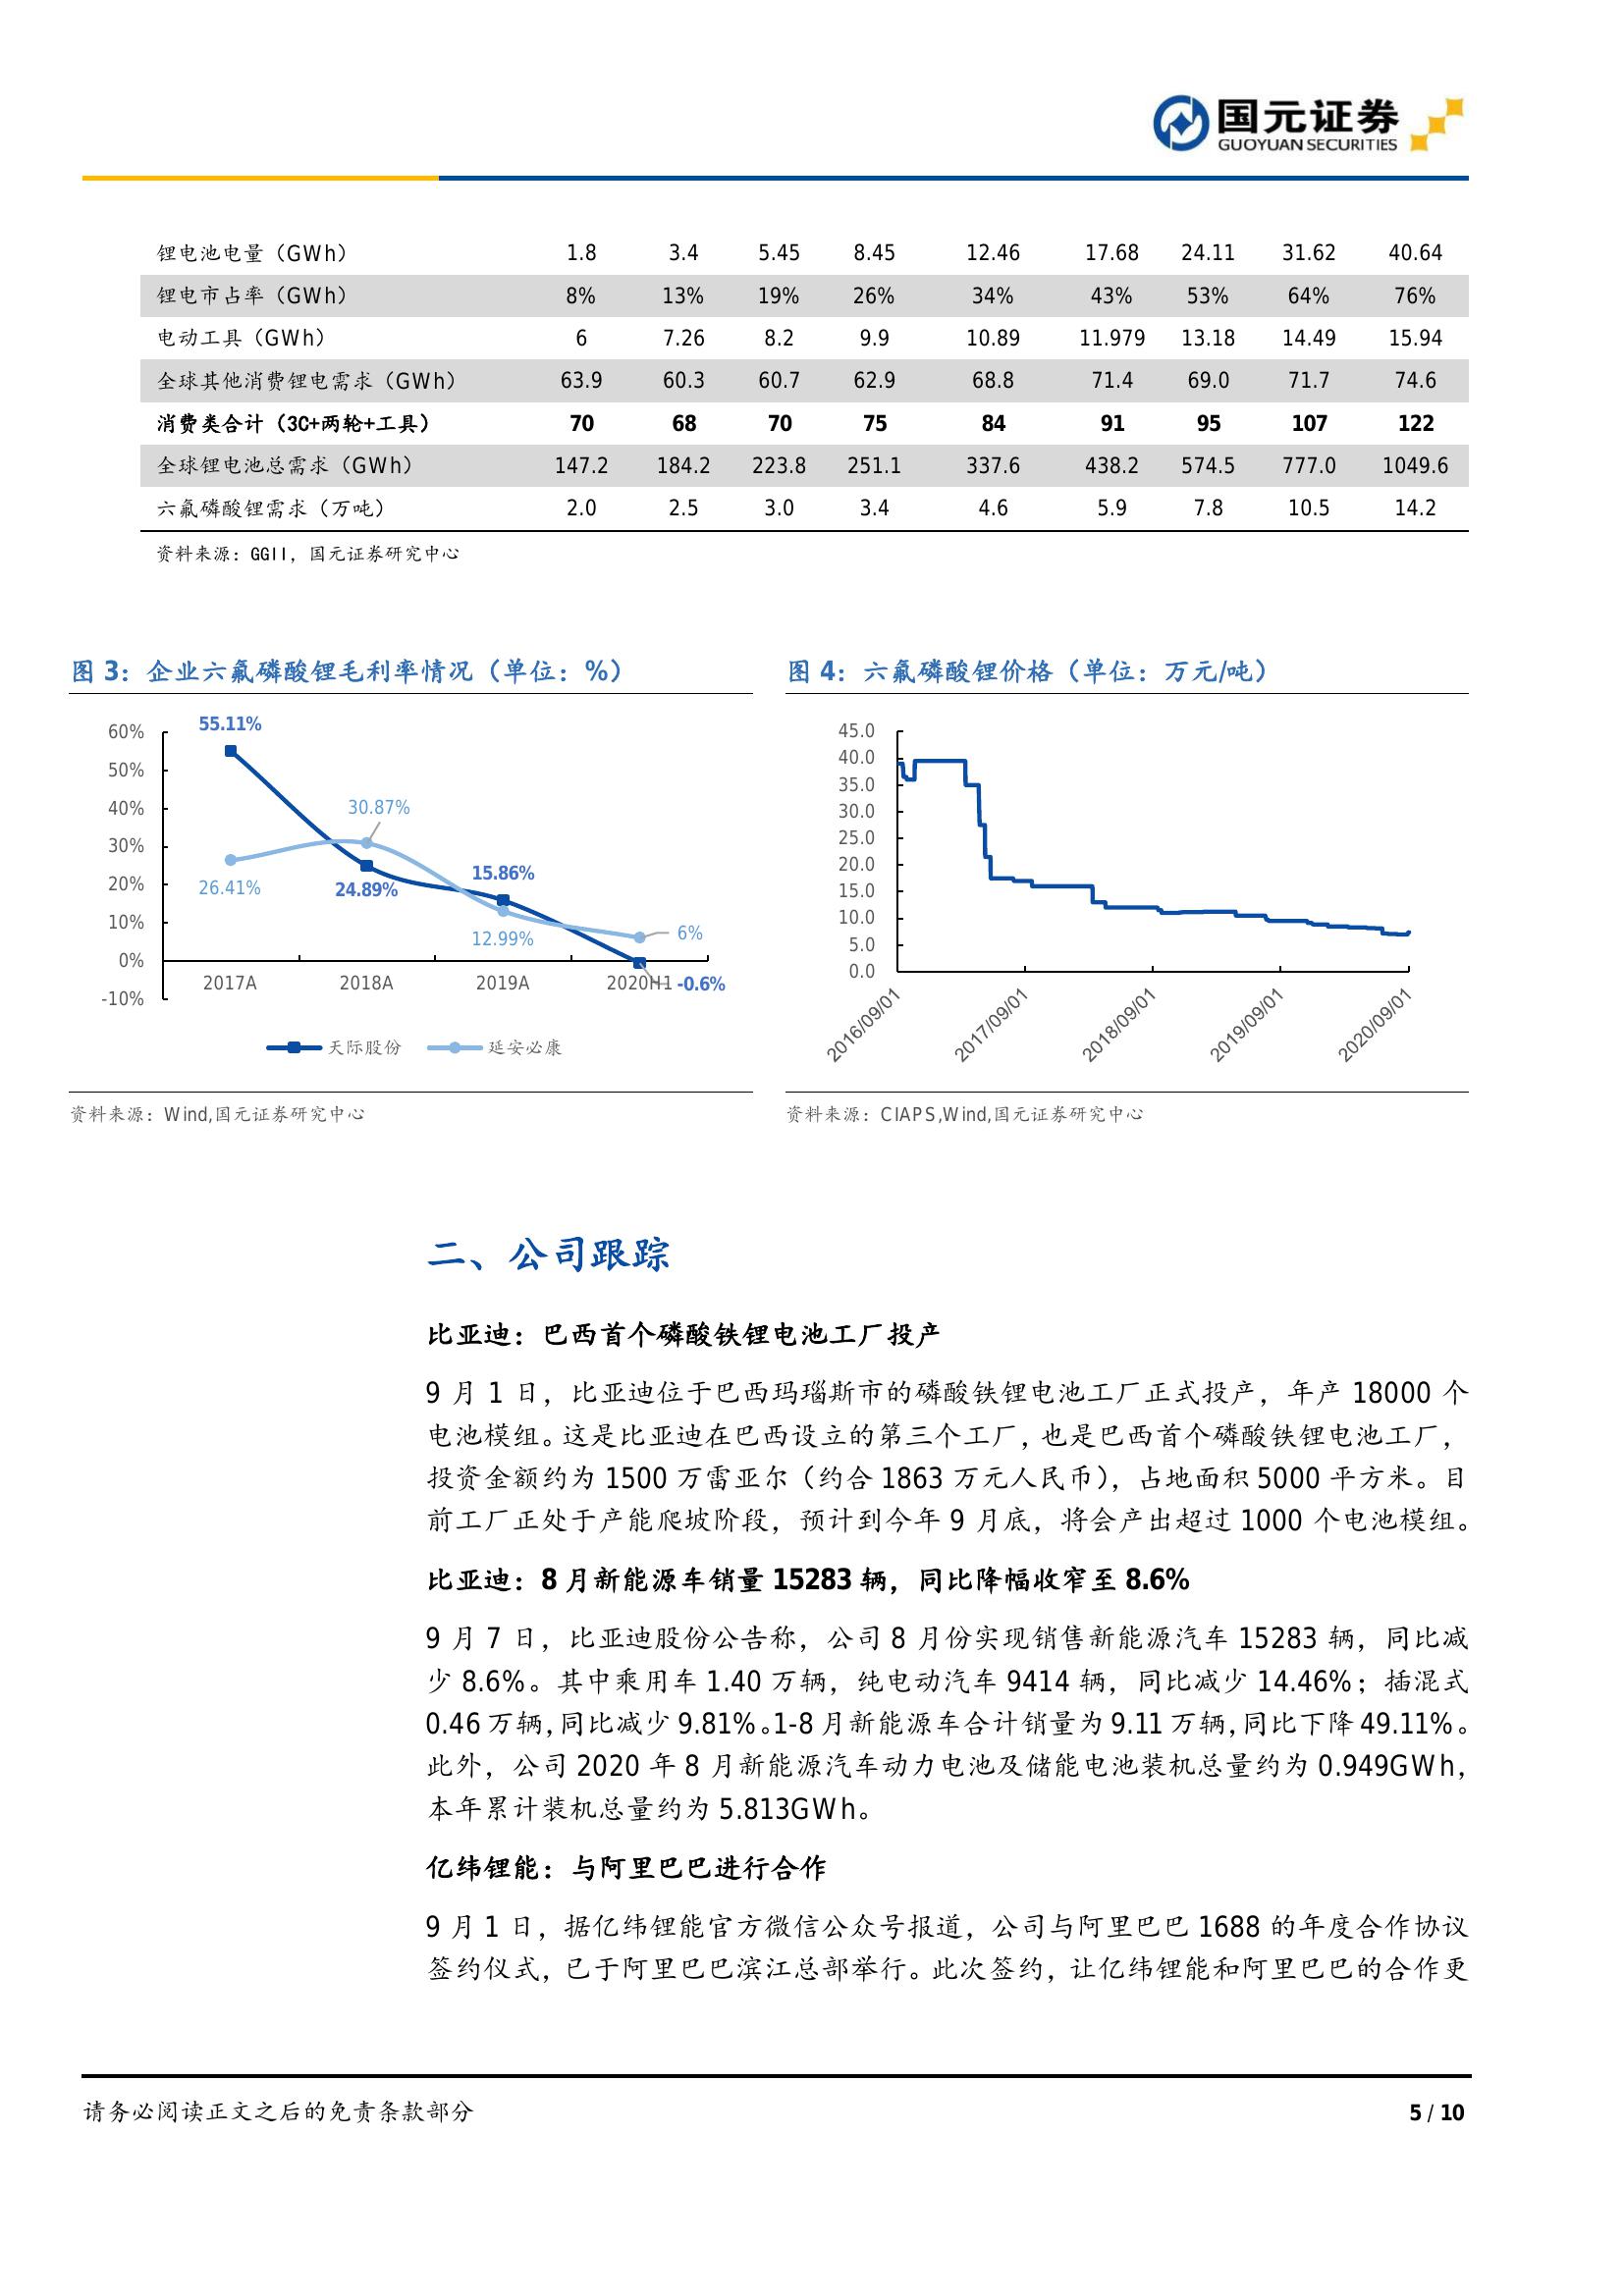 国元证券
GUOYUAN SECURITIES
锂电池电量（GWh） 1.8 3.4 5.45 8.45 12.46 17.68 24.11 31.62 40.64
锂电市占率（GWh） 8% 13% 19% 26% 34% 43% 53% 64% 76%
电动工具（GWh） 6 7.26 8.2 9.9 10.89 11.979 13.18 14.49 15.94
全球其他消费锂电需求（GWh） 63.9 60.3 60.7 62.9 68.8 71.4 69.0 71.7 74.6
消费类合计（3C+两轮+工具） 70 68 70 75 84 91 95 107 122
全球锂电池总需求（GWh） 147.2 184.2 223.8 251.1 337.6 438.2 574.5 777.0 1049.6
六氟磷酸锂需求（万吨） 2.0 2.5 3.0 3.4 4.6 5.9 7.8 10.5 14.2
资料来源：GGII，国元证券研究中心
图 3：企业六氟磷酸锂毛利率情况（单位：%）
60%
50%
40%
30%
20%
10%
0%
-10%
55.11%
30.87%
26.41%
24.89%
15.86%
12.99%
6%
-0.6%
2017A 2018A 2019A 2020H1
天际股份 延安必康
资料来源：Wind,国元证券研究中心
图 4：六氟磷酸锂价格（单位：万元/吨）
45.0
40.0
35.0
30.0
25.0
20.0
15.0
10.0
5.0
0.0
2016/09/01 2017/09/01 2018/09/01 2019/09/01 2020/09/01
资料来源：CIAPS,Wind,国元证券研究中心
二、公司跟踪
比亚迪：巴西首个磷酸铁锂电池工厂投产
9 月 1 日，比亚迪位于巴西玛瑙斯市的磷酸铁锂电池工厂正式投产，年产 18000 个
电池模组。这是比亚迪在巴西设立的第三个工厂，也是巴西首个磷酸铁锂电池工厂，
投资金额约为 1500 万雷亚尔（约合 1863 万元人民币），占地面积 5000 平方米。目
前工厂正处于产能爬坡阶段，预计到今年 9 月底，将会产出超过 1000 个电池模组。
比亚迪：8 月新能源车销量 15283 辆，同比降幅收窄至 8.6%
9 月 7 日，比亚迪股份公告称，公司 8 月份实现销售新能源汽车 15283 辆，同比减
少 8.6%。其中乘用车 1.40 万辆，纯电动汽车 9414 辆，同比减少 14.46%；插混式
0.46 万辆，同比减少 9.81%。1-8 月新能源车合计销量为 9.11 万辆，同比下降 49.11%。
此外，公司 2020 年 8 月新能源汽车动力电池及储能电池装机总量约为 0.949GWh，
本年累计装机总量约为 5.813GWh。
亿纬锂能：与阿里巴巴进行合作
9 月 1 日，据亿纬锂能官方微信公众号报道，公司与阿里巴巴 1688 的年度合作协议
签约仪式，已于阿里巴巴滨江总部举行。此次签约，让亿纬锂能和阿里巴巴的合作更
请务必阅读正文之后的免责条款部分
5 / 10